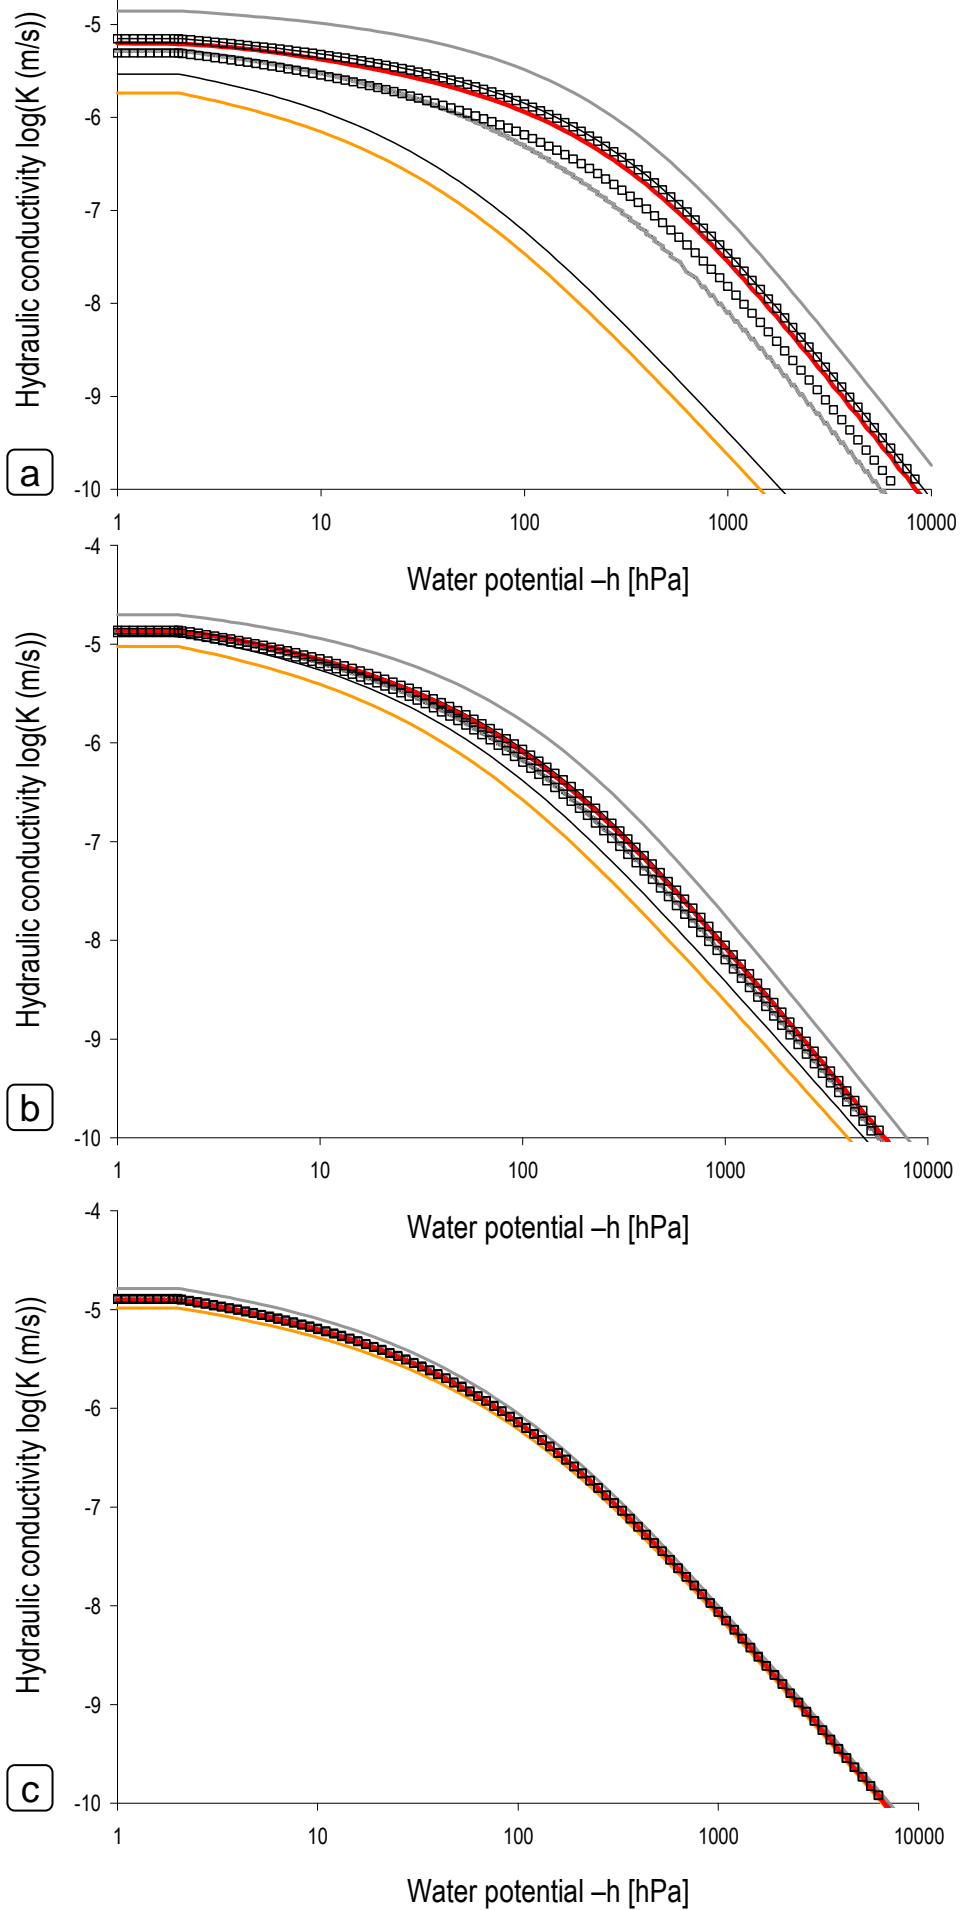 Hydraulic conductivity log(K (m/s))
-5
-6
-7
-8
-9
-10
a
1 10 100 1000 10000
Water potential –h [hPa]
Hydraulic conductivity log(K (m/s))
-4
-5
-6
-7
-8
-9
-10
b
1 10 100 1000 10000
Water potential –h [hPa]
Hydraulic conductivity log(K (m/s))
-4
-5
-6
-7
-8
-9
-10
c
1 10 100 1000 10000
Water potential –h [hPa]